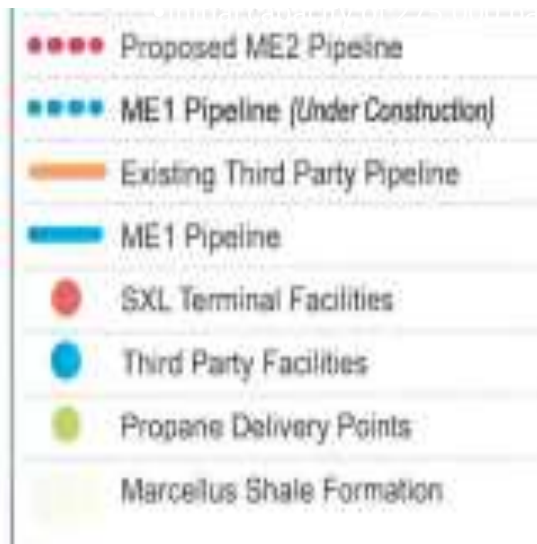 Proposed ME2 Pipeline
ME1 Pipeline (Under Construction)
Existing Third Party Pipeline
ME1 Pipeline
SXL Terminal Facilities
Third Party Facilities
Propane Delivery Points
Marcellus Shale Formation